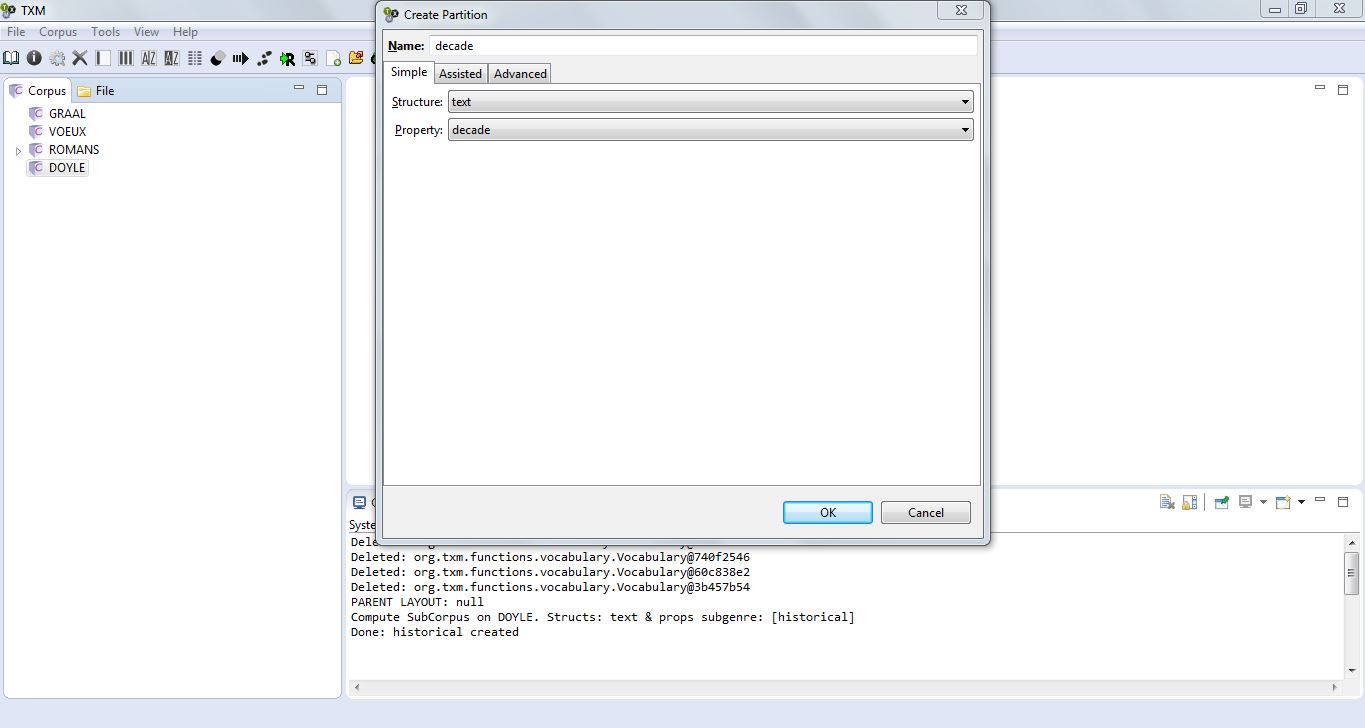 TXM
File Corpus Tools View Help
Corpus File
GRAAL
VOEUX
ROMANS
DOYLE
Create Partition
Name: decade
Simple Assisted Advanced
Structure: text
Property: decade
OK Cancel
Deleted: org.txm.functions.vocabulary.Vocabulary@740f2546
Deleted: org.txm.functions.vocabulary.Vocabulary@60c838e2
Deleted: org.txm.functions.vocabulary.Vocabulary@3b457b54
PARENT LAYOUT: null
Compute SubCorpus on DOYLE. Structs: text & props subgenre: [historical]
Done: historical created